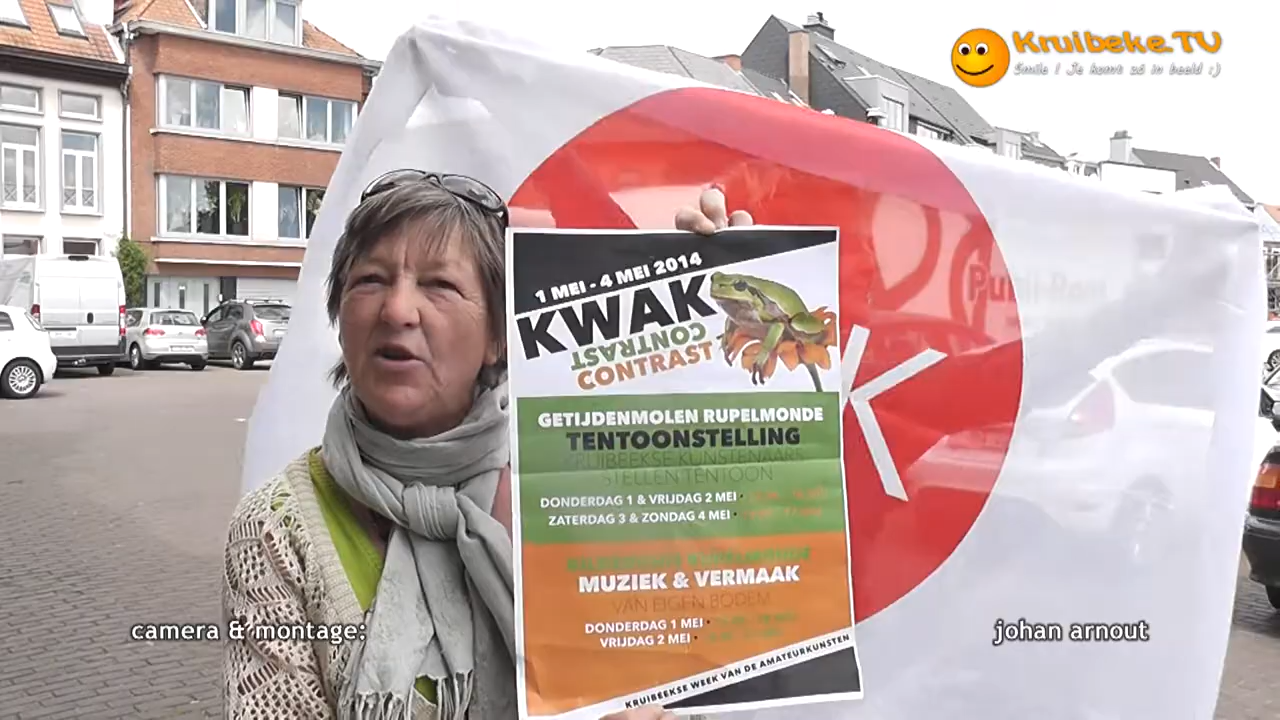 Kruibeke.TV
Smile ! Je komt zó in beeld :)
1 MEI - 4 MEI 2014
KWAK
CONTRAST
CONTRAST
GETIJDENMOLEN RUPELMONDE
TENTOONSTELLING
KRUIBEEKSE KUNSTENAARS
STELLEN TENTOON
DONDERDAG 1 & VRIJDAG 2 MEI •
ZATERDAG 3 & ZONDAG 4 MEI •
RUPELMONDE
MUZIEK & VERMAAK
VAN EIGEN BODEM
DONDERDAG 1 MEI •
VRIJDAG 2 MEI •
KRUIBEEKSE WEEK VAN DE AMATEURKUNSTEN
K
camera & montage:
johan arnout